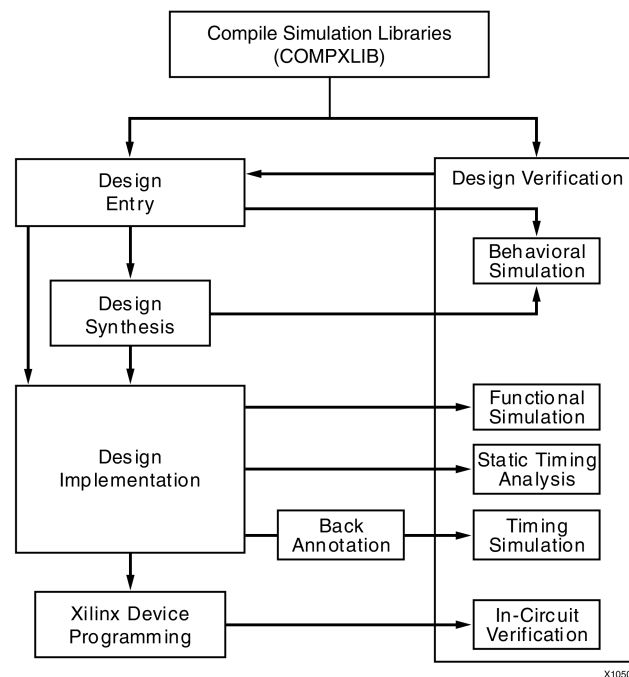 Compile Simulation Libraries
(COMPXLIB)
Design
Entry
Design Verification
Behavioral
Simulation
Design
Synthesis
Functional
Simulation
Design
Implementation
Static Timing
Analysis
Back
Annotation
Timing
Simulation
Xilinx Device
Programming
In-Circuit
Verification
X1050